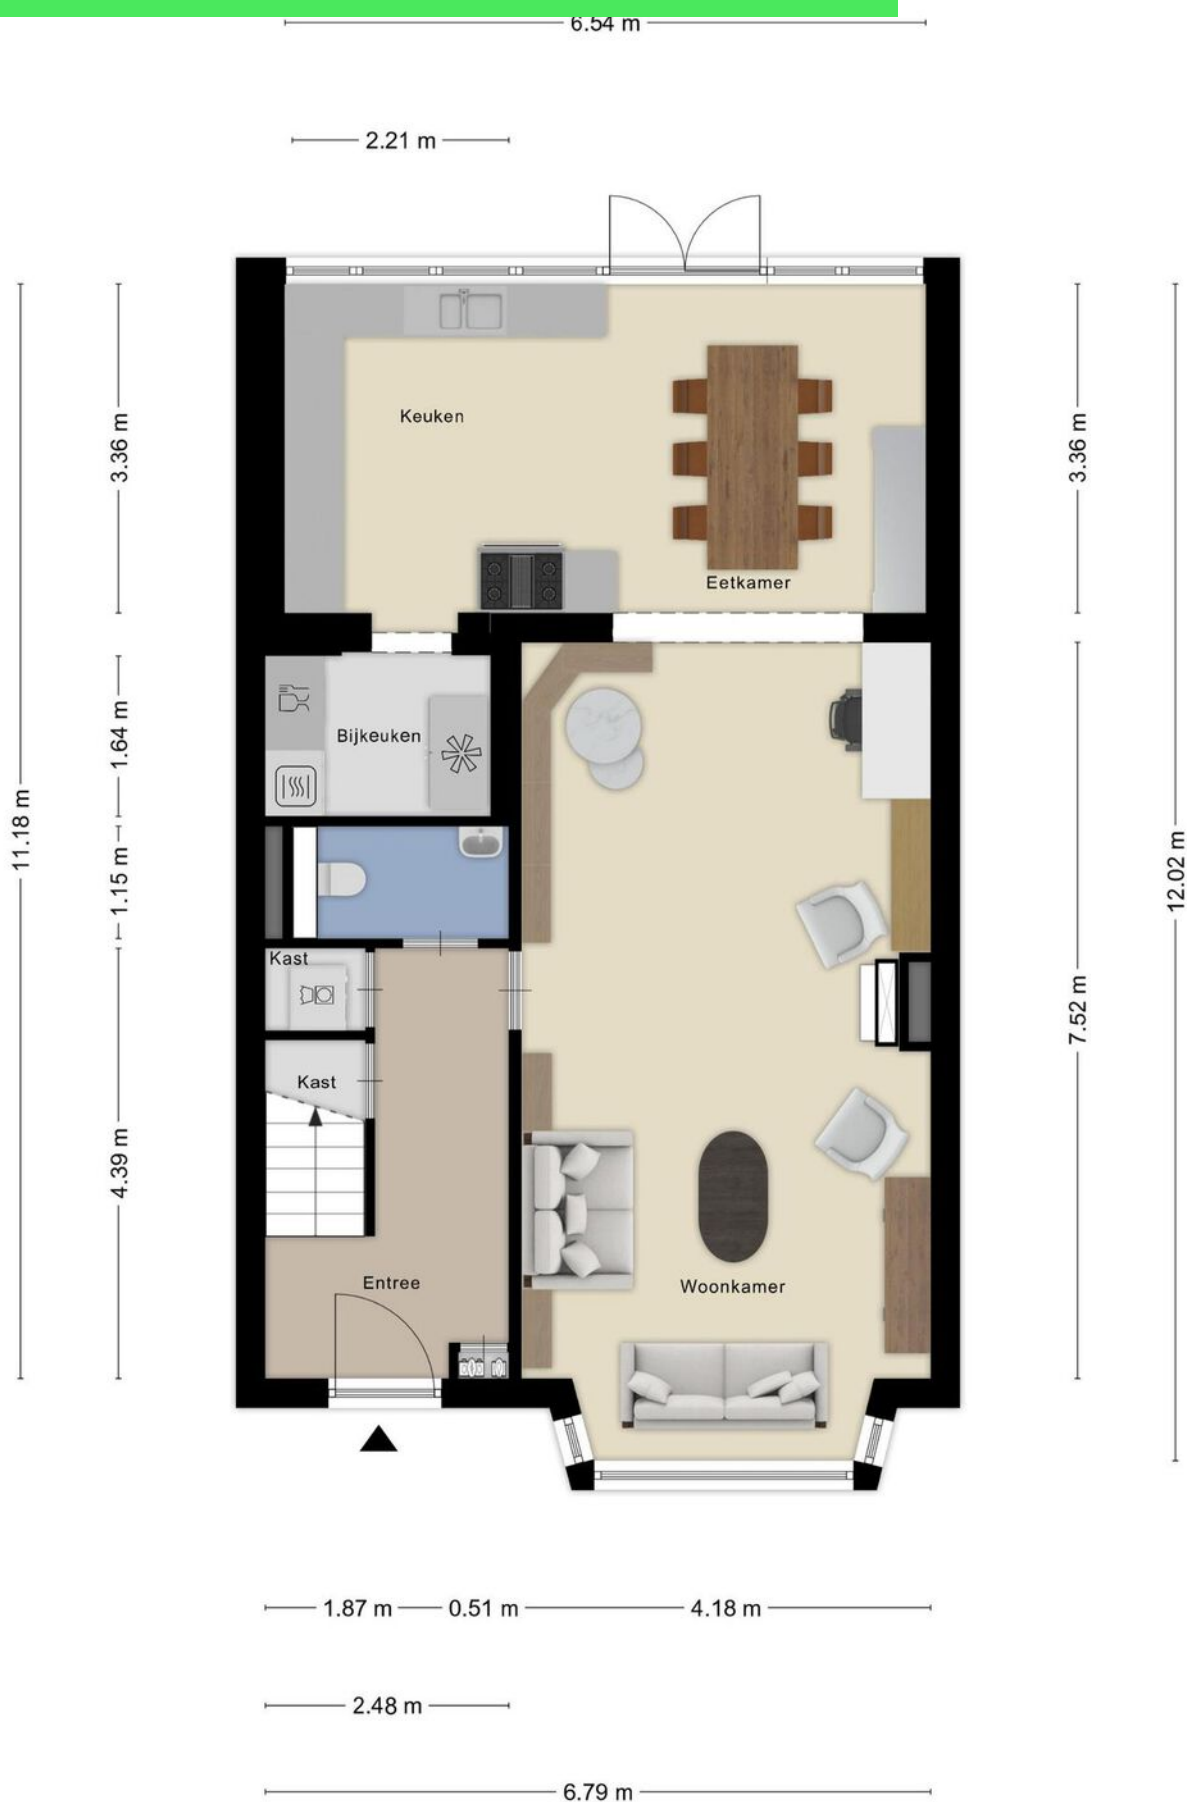 6.54 m
2.21 m
3.36 m
Keuken
3.36 m
Eetkamer
1.64 m
Bijkeuken
11.18 m
1.15 m
12.02 m
Kast
7.52 m
Kast
4.39 m
Entree
Woonkamer
1.87 m
0.51 m
4.18 m
2.48 m
6.79 m